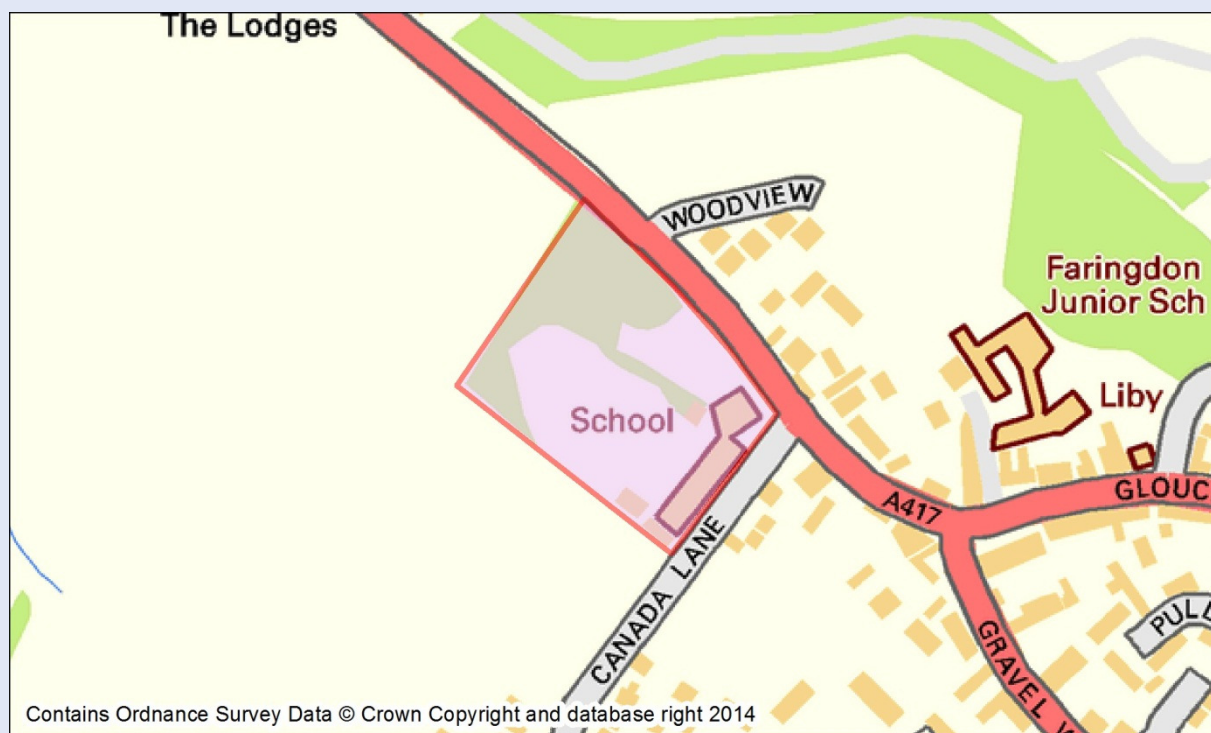 The Lodges
WOODVIEW
Faringdon
Junior Sch
School
Liby
A417
GLOUC
CANADA LANE
PULL
GRAVEL W
Contains Ordnance Survey Data © Crown Copyright and database right 2014